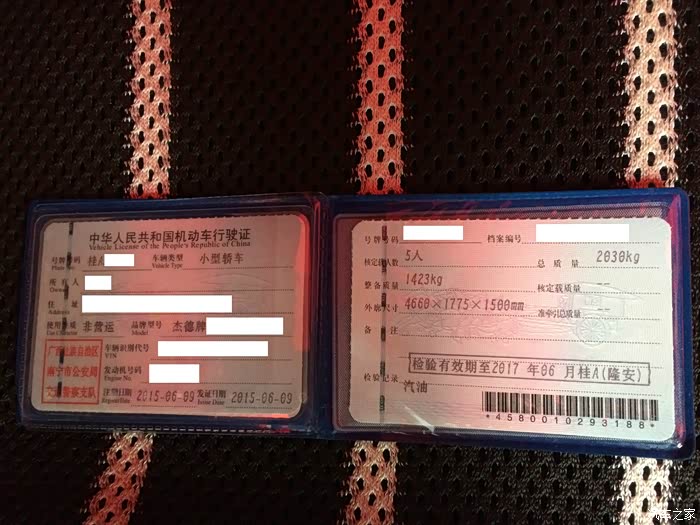 中华人民共和国机动车行驶证
Vehicle License of the People's Republic of China
号牌号码 桂A 车辆类型 小型轿车
Plate No. Vehicle Type
所有人
Owner
住 址
Address
使用性质 非营运 品牌型号 杰德牌
Use Character Model
广西壮族自治区
南宁市公安局
交通警察支队
车辆识别代号
VIN
发动机号码
Engine No.
注册日期 2015-06-09 发证日期 2015-06-09
Register Date Issue Date
号牌号码 档案编号
核定载人数 5人 总 质 量 2030kg
整备质量 1423kg 核定载质量 --
外廓尺寸 4660×1775×1500mm 准牵引总质量 --
备 注
检验有效期至2017 年06 月桂A(隆安)
检验记录
汽油
*4580010293188*
汽车之家